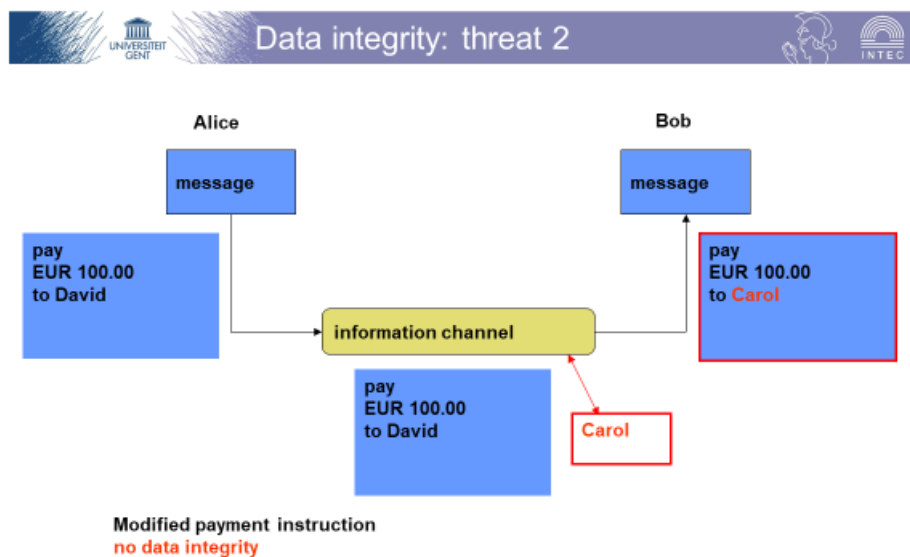 UNIVERSITEIT
GENT
Data integrity: threat 2
INTEC
Alice
Bob
message
message
pay
EUR 100.00
to David
pay
EUR 100.00
to Carol
information channel
pay
EUR 100.00
to David
Carol
Modified payment instruction
no data integrity